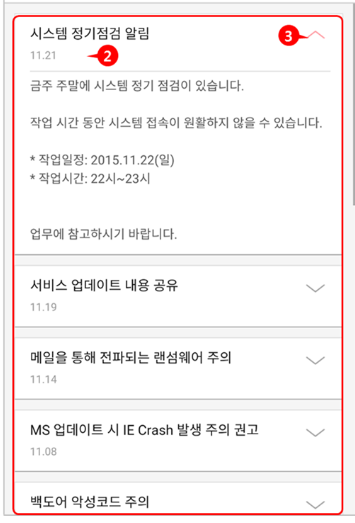 시스템 정기점검 알림
3
11.21
2
금주 주말에 시스템 정기 점검이 있습니다.
작업 시간 동안 시스템 접속이 원활하지 않을 수 있습니다.
* 작업일정: 2015.11.22(일)
* 작업시간: 22시~23시
업무에 참고하시기 바랍니다.
서비스 업데이트 내용 공유
11.19
메일을 통해 전파되는 랜섬웨어 주의
11.14
MS 업데이트 시 IE Crash 발생 주의 권고
11.08
백도어 악성코드 주의